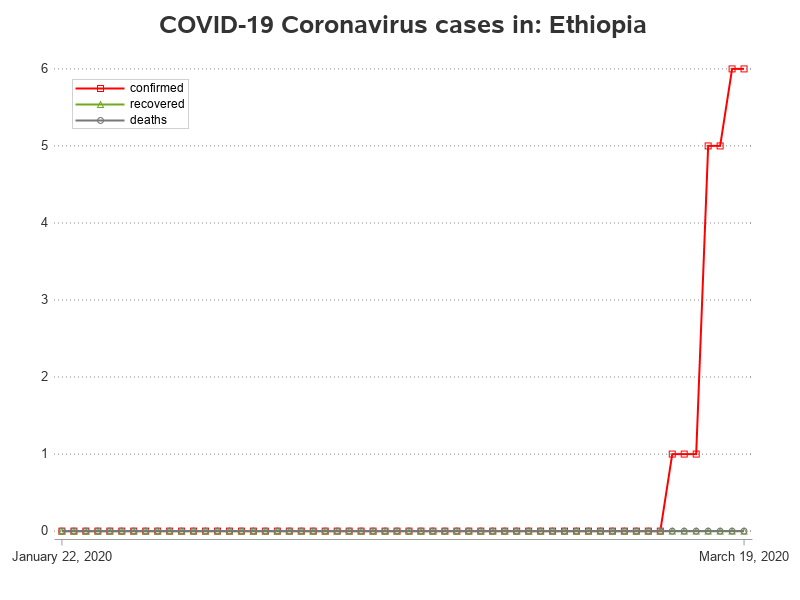 COVID-19 Coronavirus cases in: Ethiopia
6
confirmed
recovered
deaths
5
4
3
2
1
0
January 22, 2020
March 19, 2020